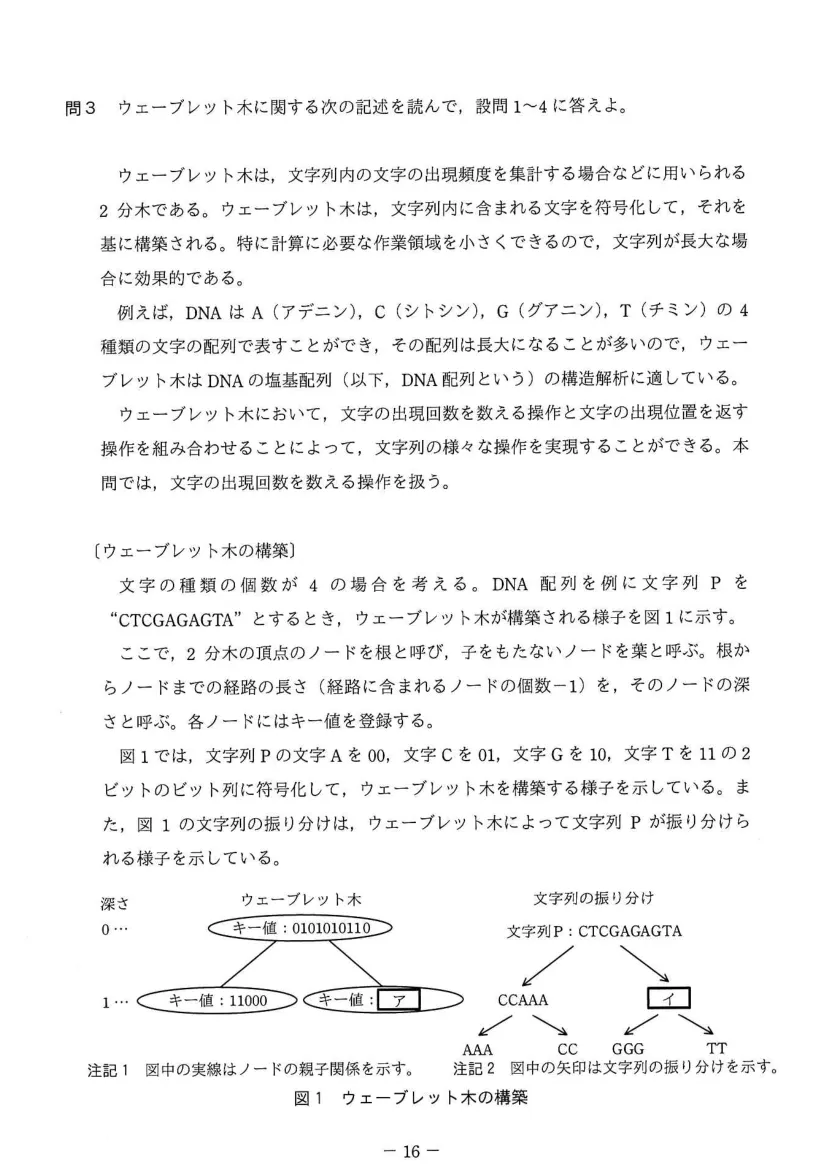 問3 ウェーブレット木に関する次の記述を読んで，設問1～4に答えよ。
ウェーブレット木は，文字列内の文字の出現頻度を集計する場合などに用いられる
2 分木である。ウェーブレット木は，文字列内に含まれる文字を符号化して，それを
基に構築される。特に計算に必要な作業領域を小さくできるので，文字列が長大な場
合に効果的である。
例えば，DNA は A（アデニン），C（シトシン），G（グアニン），T（チミン）の 4
種類の文字の配列で表すことができ，その配列は長大になることが多いので，ウェー
ブレット木は DNA の塩基配列（以下，DNA 配列という）の構造解析に適している。
ウェーブレット木において，文字の出現回数を数える操作と文字の出現位置を返す
操作を組み合わせることによって，文字列の様々な操作を実現することができる。本
問では，文字の出現回数を数える操作を扱う。
〔ウェーブレット木の構築〕
文字の種類の個数が 4 の場合を考える。DNA 配列を例に文字列 P を
“CTCGAGAGTA” とするとき，ウェーブレット木が構築される様子を図 1 に示す。
ここで，2 分木の頂点のノードを根と呼び，子をもたないノードを葉と呼ぶ。根か
らノードまでの経路の長さ（経路に含まれるノードの個数－1）を，そのノードの深
さと呼ぶ。各ノードにはキー値を登録する。
図 1 では，文字列 P の文字 A を 00，文字 C を 01，文字 G を 10，文字 T を 11 の 2
ビットのビット列に符号化して，ウェーブレット木を構築する様子を示している。ま
た，図 1 の文字列の振り分けは，ウェーブレット木によって文字列 P が振り分けら
れる様子を示している。
深さ ウェーブレット木 文字列の振り分け
0… キー値：0101010110 文字列P：CTCGAGAGTA
1… キー値：11000 キー値：ア CCAAA イ
AAA CC GGG TT
注記 1 図中の実線はノードの親子関係を示す。 注記 2 図中の矢印は文字列の振り分けを示す。
図 1 ウェーブレット木の構築
－ 16 －